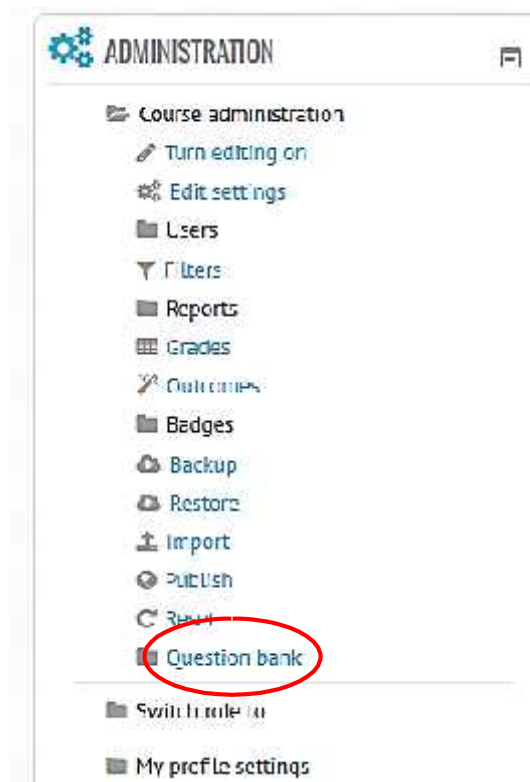 ADMINISTRATION
Course administration
Turn editing on
Edit settings
Users
Filters
Reports
Grades
Outcomes
Badges
Backup
Restore
Import
Publish
Reset
Question bank
Switch role to
My profile settings